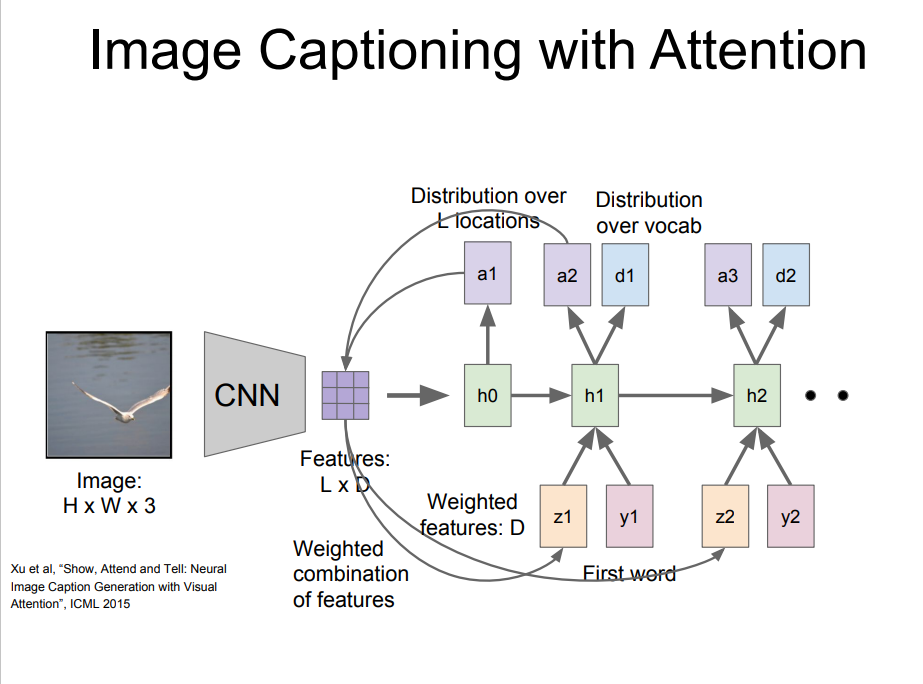 Image Captioning with Attention
Distribution over
L locations
Distribution
over vocab
a1
a2
d1
a3
d2
CNN
h0
h1
h2
Features:
L x D
Image:
H x W x 3
Weighted
features: D
z1
y1
z2
y2
Weighted
combination
of features
First word
Xu et al, “Show, Attend and Tell: Neural
Image Caption Generation with Visual
Attention”, ICML 2015